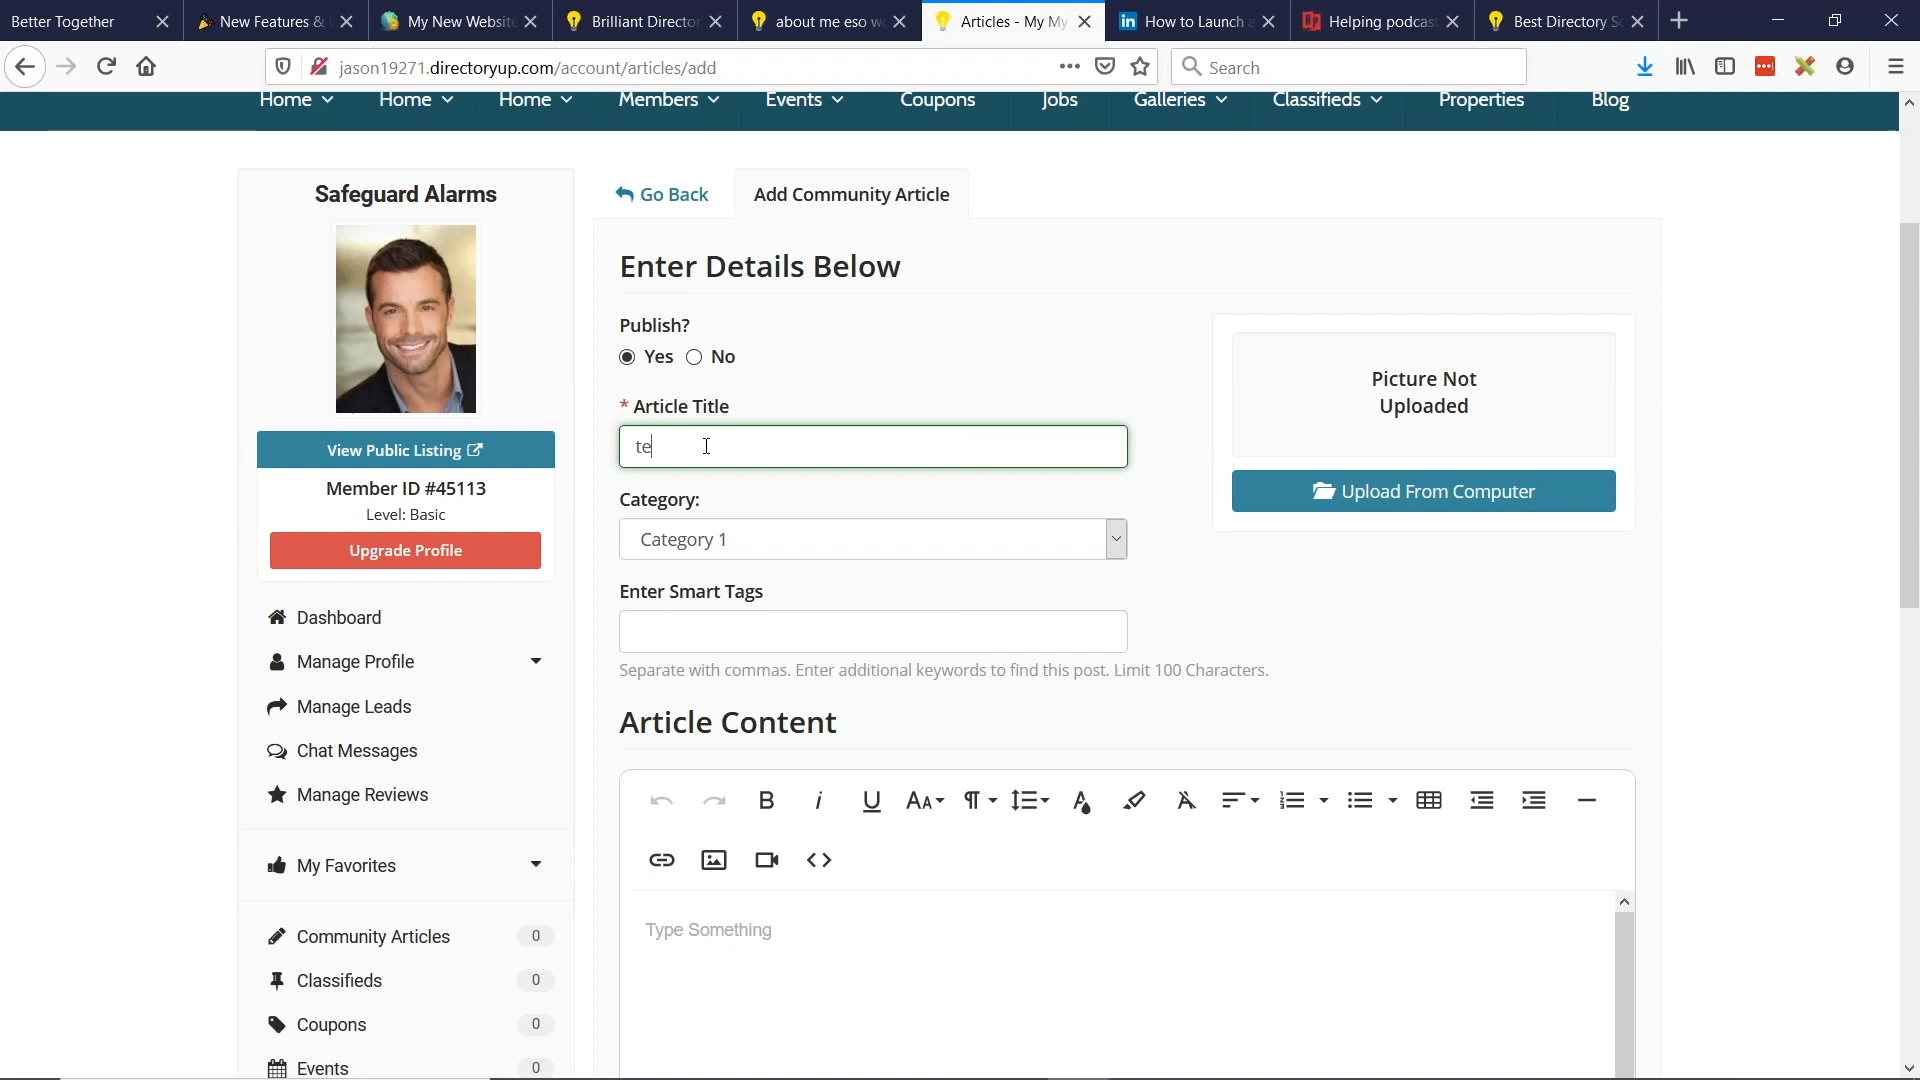 Better Together
New Features &
My New Website
Brilliant Director
about me eso w
Articles - My My
How to Launch a
Helping podcast
Best Directory S
jason19271.directoryup.com/account/articles/add
Search
Home
Home
Home
Members
Events
Coupons
Jobs
Galleries
Classifieds
Properties
Blog
Safeguard Alarms
View Public Listing
Member ID #45113
Level: Basic
Upgrade Profile
Dashboard
Manage Profile
Manage Leads
Chat Messages
Manage Reviews
My Favorites
Community Articles 0
Classifieds 0
Coupons 0
Events 0
Go Back
Add Community Article
Enter Details Below
Publish?
Yes No
* Article Title
te
Category:
Category 1
Enter Smart Tags
Separate with commas. Enter additional keywords to find this post. Limit 100 Characters.
Picture Not
Uploaded
Upload From Computer
Article Content
Type Something